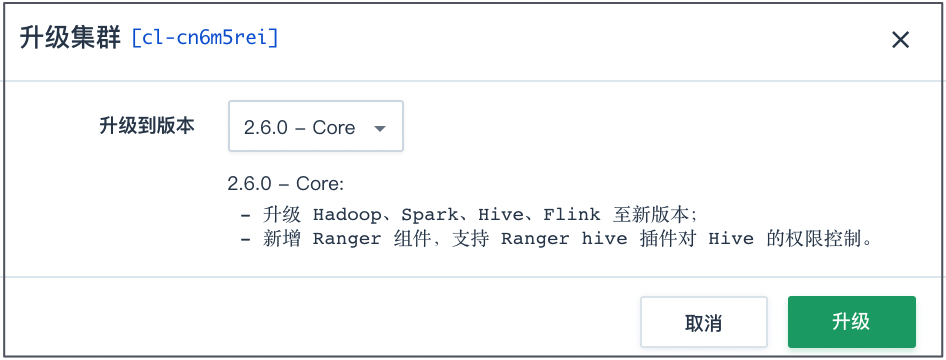 升级集群 [cl-cn6m5rei]
升级到版本 2.6.0 – Core
2.6.0 – Core:
– 升级 Hadoop、Spark、Hive、Flink 至新版本；
– 新增 Ranger 组件，支持 Ranger hive 插件对 Hive 的权限控制。
取消 升级